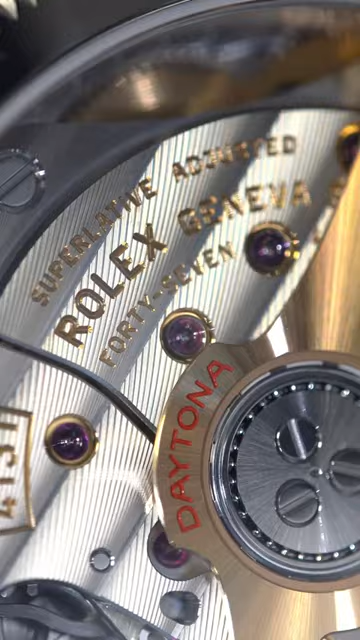 SUPERLATIVE ADJUSTED
ROLEX GENEVA
FORTY-SEVEN
DAYTONA
4131